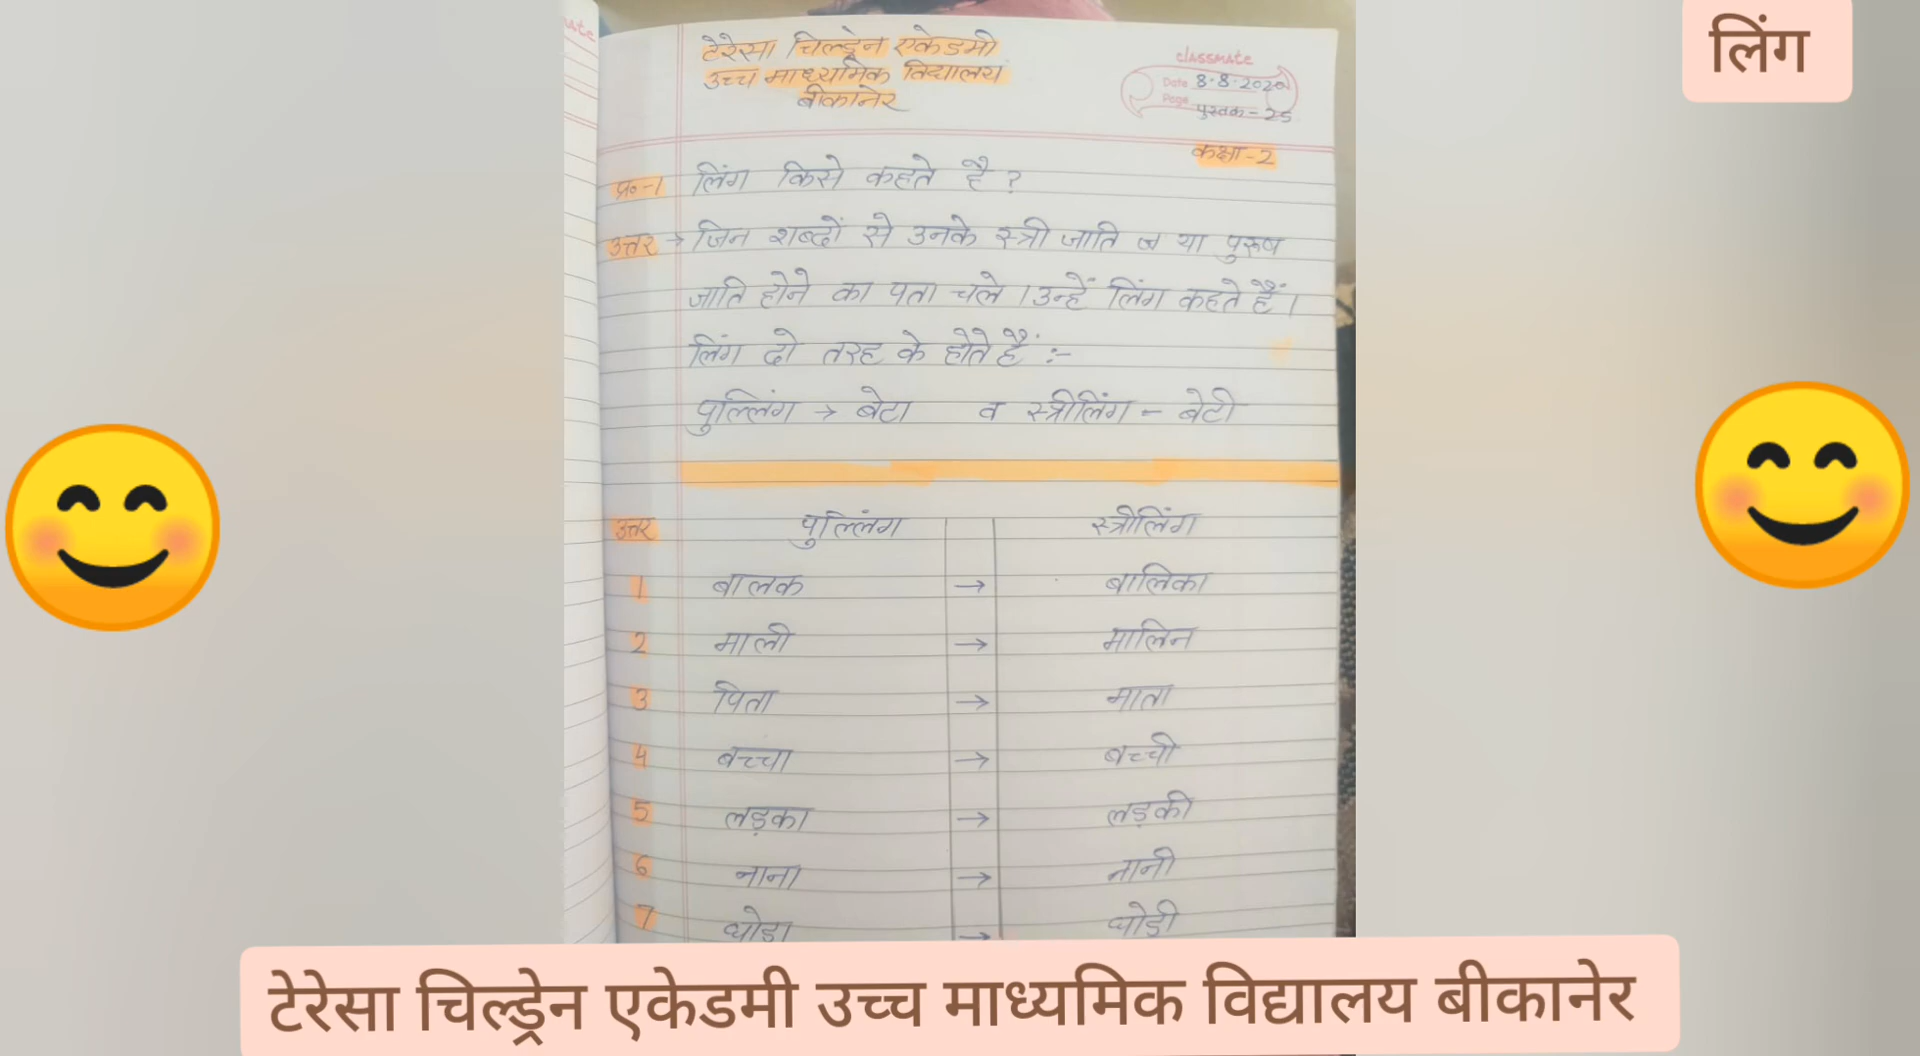 लिंग
टेरेसा चिल्ड्रेन एकेडमी
उच्च माध्यमिक विद्यालय
बीकानेर
classmate
Date 8-8-2020
Page पुस्तक - 25
कक्षा-2
प्र०-1 लिंग किसे कहते है ?
उत्तर → जिन शब्दों से उनके स्त्री जाति या पुरुष
जाति होने का पता चले । उन्हें लिंग कहते हैं ।
लिंग दो तरह के होते हैं :-
पुल्लिंग → बेटा व स्त्रीलिंग - बेटी
उत्तर पुल्लिंग स्त्रीलिंग
1 बालक → बालिका
2 माली → मालिन
3 पिता → माता
4 बच्चा → बच्ची
5 लड़का → लड़की
6 नाना → नानी
7 घोड़ा → घोड़ी
टेरेसा चिल्ड्रेन एकेडमी उच्च माध्यमिक विद्यालय बीकानेर